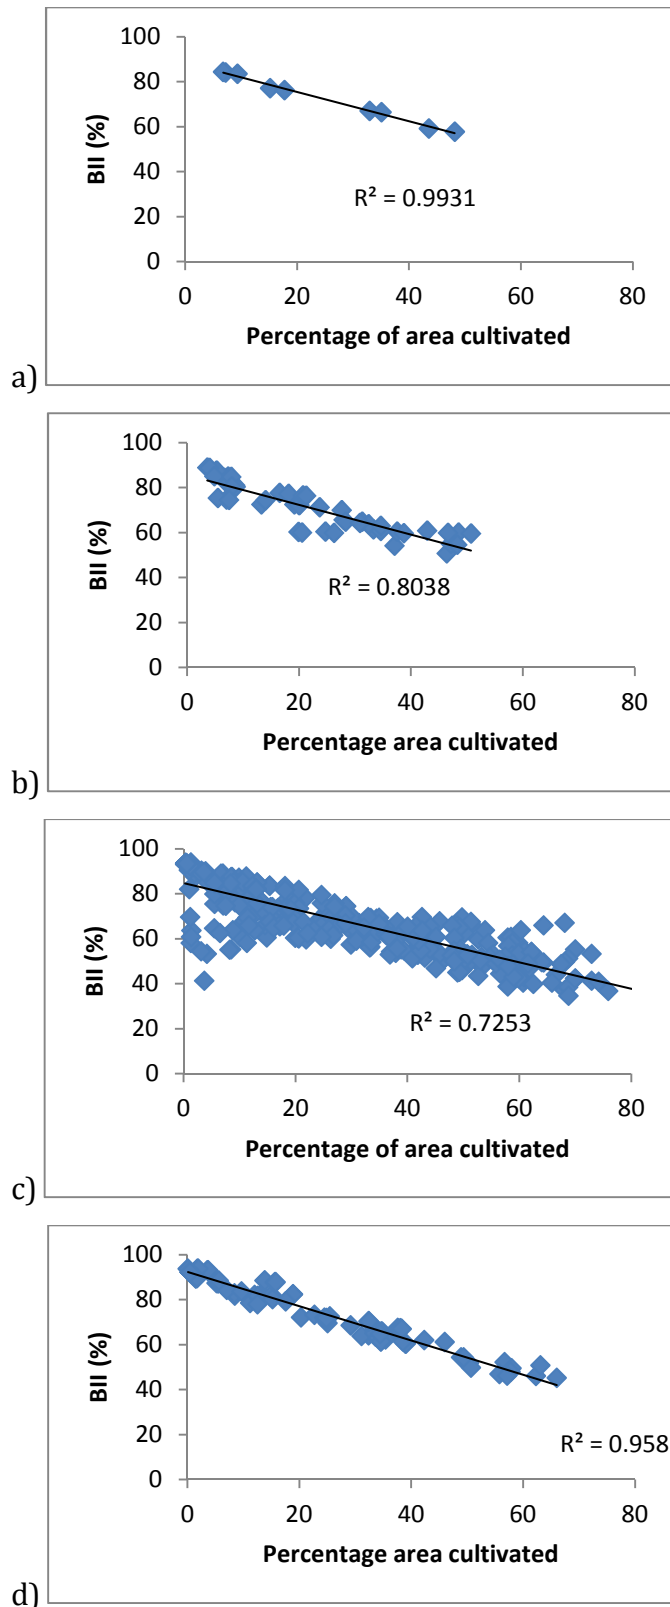 100
80
60
40
20
0
BII (%)
R² = 0.9931
0 20 40 60 80
Percentage of area cultivated
a)
100
80
60
40
20
0
BII (%)
R² = 0.8038
0 20 40 60 80
Percentage area cultivated
b)
100
80
60
40
20
0
BII (%)
R² = 0.7253
0 20 40 60 80
Percentage of area cultivated
c)
100
80
60
40
20
0
BII (%)
R² = 0.958
0 20 40 60 80
Percentage area cultivated
d)